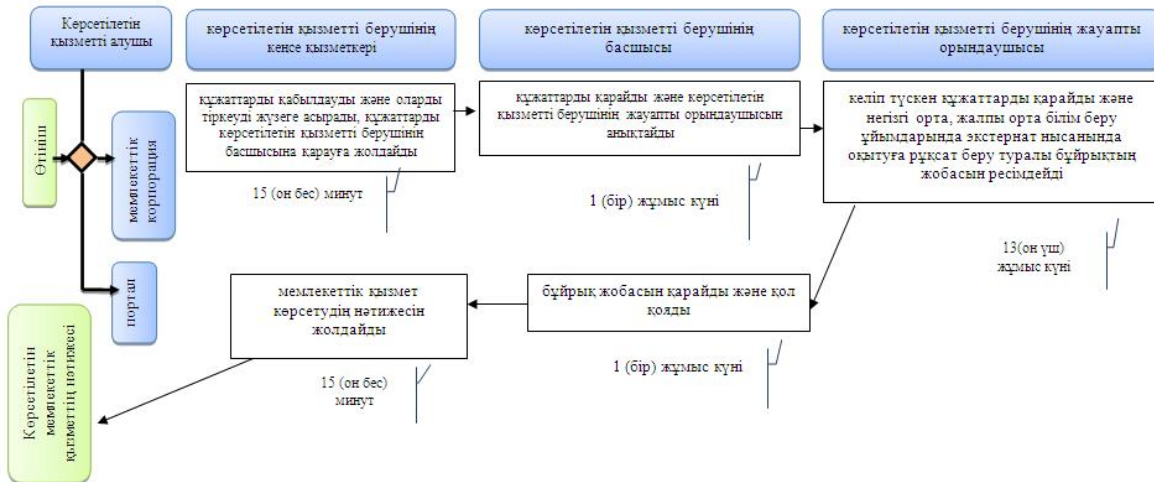 Көрсетілетін
қызметті алушы
көрсетілетін қызметті берушінің
кеңсе қызметкері
көрсетілетін қызметті берушінің
басшысы
көрсетілетін қызметті берушінің жауапты
орындаушысы
Өтініш
мемлекеттік
корпорация
портал
құжаттарды қабылдауды және оларды
тіркеуді жүзеге асырады, құжаттарды
көрсетілетін қызметті берушінің
басшысына қарауға жолдайды
15 (он бес) минут
құжаттарды қарайды және көрсетілетін
қызметті берушінің жауапты орындаушысын
анықтайды
1 (бір) жұмыс күні
келіп түскен құжаттарды қарайды және
негізгі орта, жалпы орта білім беру
ұйымдарында экстернат нысанында
оқытуға рұқсат беру туралы бұйрықтың
жобасын ресімдейді
13(он үш)
жұмыс күні
бұйрық жобасын қарайды және қол
қояды
1 (бір) жұмыс күні
мемлекеттік қызмет
көрсетудің нәтижесін
жолдайды
15 (он бес)
минут
Көрсетілетін
мемлекеттік
қызметтің нәтижесі